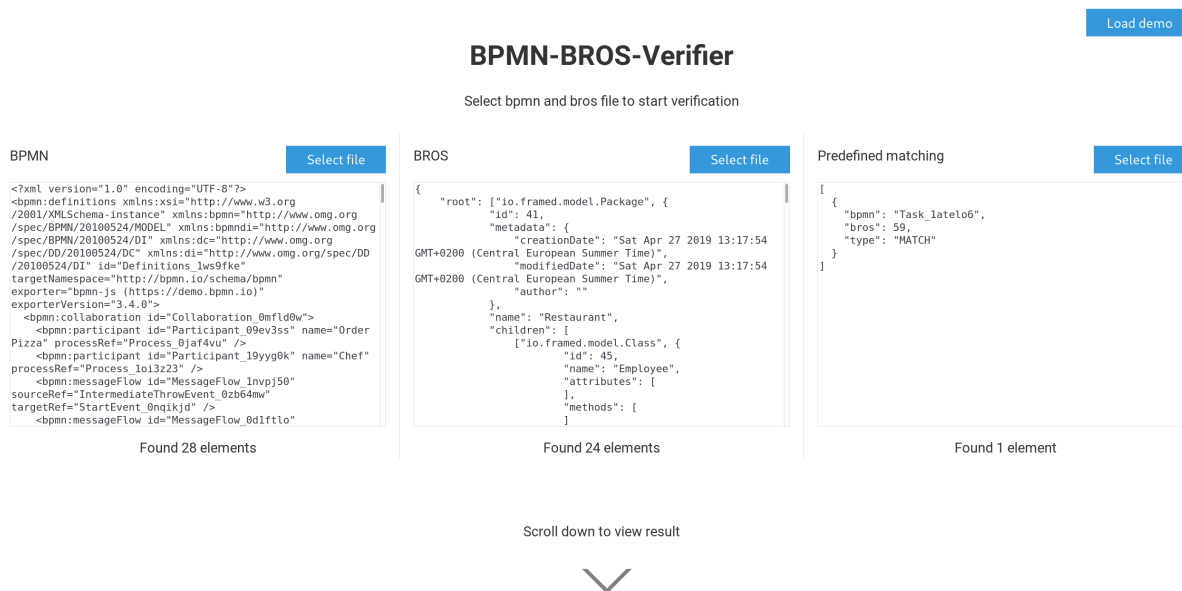 Load demo
BPMN-BROS-Verifier
Select bpmn and bros file to start verification
BPMN
Select file
<?xml version="1.0" encoding="UTF-8"?>
<bpmn:definitions xmlns:xsi="http://www.w3.org
/2001/XMLSchema-instance" xmlns:bpmn="http://www.omg.org
/spec/BPMN/20100524/MODEL" xmlns:bpmndi="http://www.omg.org
/spec/BPMN/20100524/DI" xmlns:dc="http://www.omg.org
/spec/DD/20100524/DC" xmlns:di="http://www.omg.org/spec/DD
/20100524/DI" id="Definitions_1ws9fke"
targetNamespace="http://bpmn.io/schema/bpmn"
exporter="bpmn-js (https://demo.bpmn.io)"
exporterVersion="3.4.0">
  <bpmn:collaboration id="Collaboration_0mfld0w">
    <bpmn:participant id="Participant_09ev3ss" name="Order
Pizza" processRef="Process_0jaf4vu" />
    <bpmn:participant id="Participant_19yyg0k" name="Chef"
processRef="Process_1oi3z23" />
    <bpmn:messageFlow id="MessageFlow_1nvpj50"
sourceRef="IntermediateThrowEvent_0zb64mw"
targetRef="StartEvent_0nqikjd" />
    <bpmn:messageFlow id="MessageFlow_0d1ftlo"
Found 28 elements
BROS
Select file
{
    "root": ["io.framed.model.Package", {
            "id": 41,
            "metadata": {
                "creationDate": "Sat Apr 27 2019 13:17:54
GMT+0200 (Central European Summer Time)",
                "modifiedDate": "Sat Apr 27 2019 13:17:54
GMT+0200 (Central European Summer Time)",
                "author": ""
            },
            "name": "Restaurant",
            "children": [
                ["io.framed.model.Class", {
                        "id": 45,
                        "name": "Employee",
                        "attributes": [
                        ],
                        "methods": [
                        ]
Found 24 elements
Predefined matching
Select file
[
  {
    "bpmn": "Task_1atelo6",
    "bros": 59,
    "type": "MATCH"
  }
]
Found 1 element
Scroll down to view result